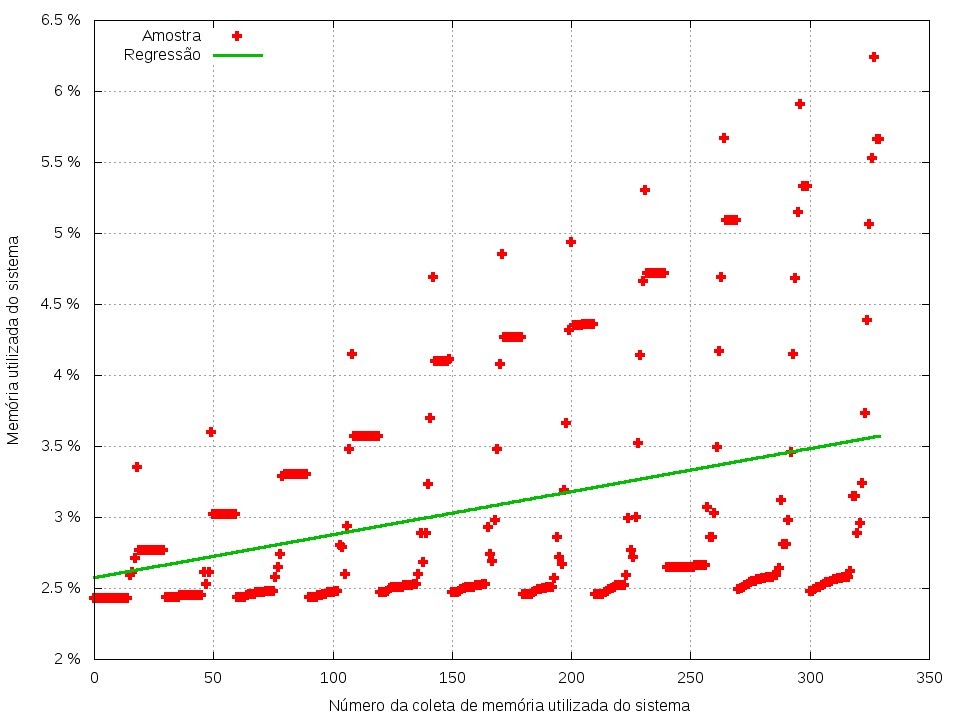 6.5 %
Amostra
Regressão
6 %
5.5 %
5 %
4.5 %
4 %
3.5 %
3 %
2.5 %
2 %
Memória utilizada do sistema
0 50 100 150 200 250 300 350
Número da coleta de memória utilizada do sistema